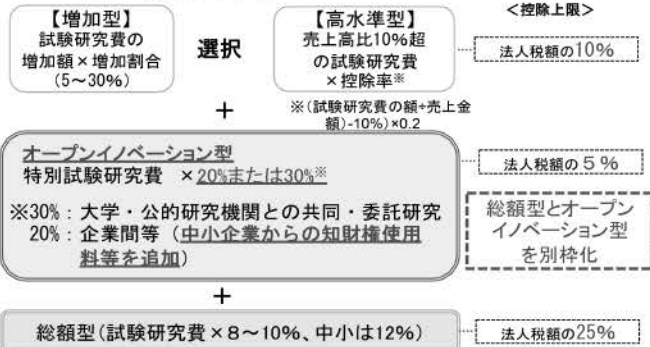 <控除上限>
【増加型】
試験研究費の
増加額×増加割合
(5～30%)
選択
【高水準型】
売上高比10%超
の試験研究費
×控除率※
法人税額の10%
+
※(試験研究費の額÷売上金
額)-10%)×0.2
オープンイノベーション型
特別試験研究費 ×20%または30%※
※30%：大学・公的研究機関との共同・委託研究
20%：企業間等（中小企業からの知財権使用
料等を追加）
法人税額の５％
総額型とオープン
イノベーション型
を別枠化
+
総額型(試験研究費×８～10%、中小は12%)
法人税額の25%